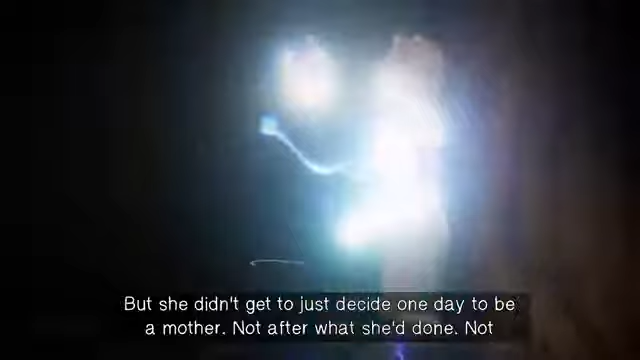 But she didn't get to just decide one day to be
a mother. Not after what she'd done. Not